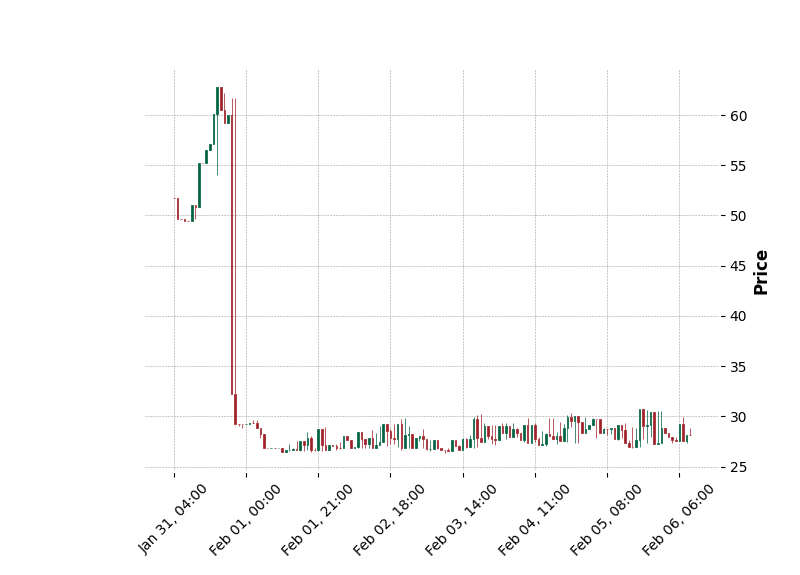 60
55
50
45
40
35
30
25
Price
Jan 31, 04:00
Feb 01, 00:00
Feb 01, 21:00
Feb 02, 18:00
Feb 03, 14:00
Feb 04, 11:00
Feb 05, 08:00
Feb 06, 06:00